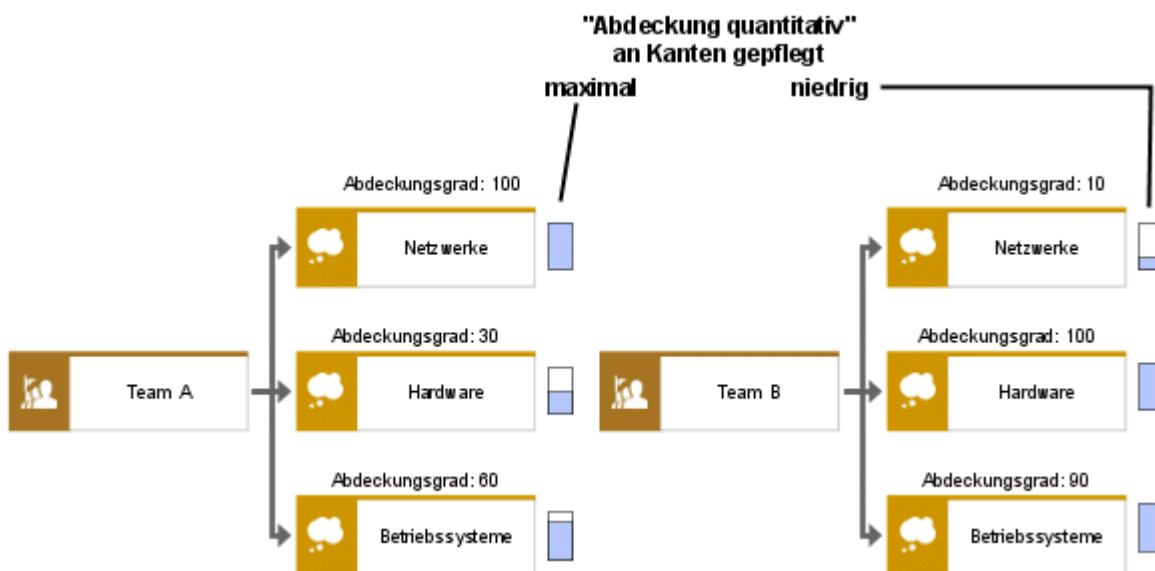 "Abdeckung quantitativ"
an Kanten gepflegt
maximal
niedrig
Abdeckungsgrad: 100
Netzwerke
Abdeckungsgrad: 30
Team A
Hardware
Abdeckungsgrad: 60
Betriebssysteme
Abdeckungsgrad: 10
Netzwerke
Abdeckungsgrad: 100
Team B
Hardware
Abdeckungsgrad: 90
Betriebssysteme